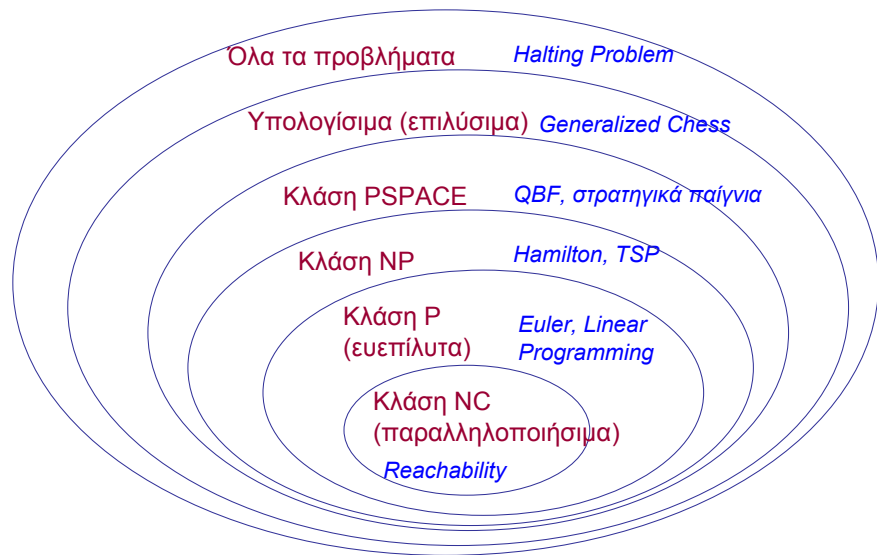 Όλα τα προβλήματα Halting Problem
Υπολογίσιμα (επιλύσιμα) Generalized Chess
Κλάση PSPACE QBF, στρατηγικά παίγνια
Κλάση NP Hamilton, TSP
Κλάση P Euler, Linear
(ευεπίλυτα) Programming
Κλάση NC
(παραλληλοποιήσιμα)
Reachability